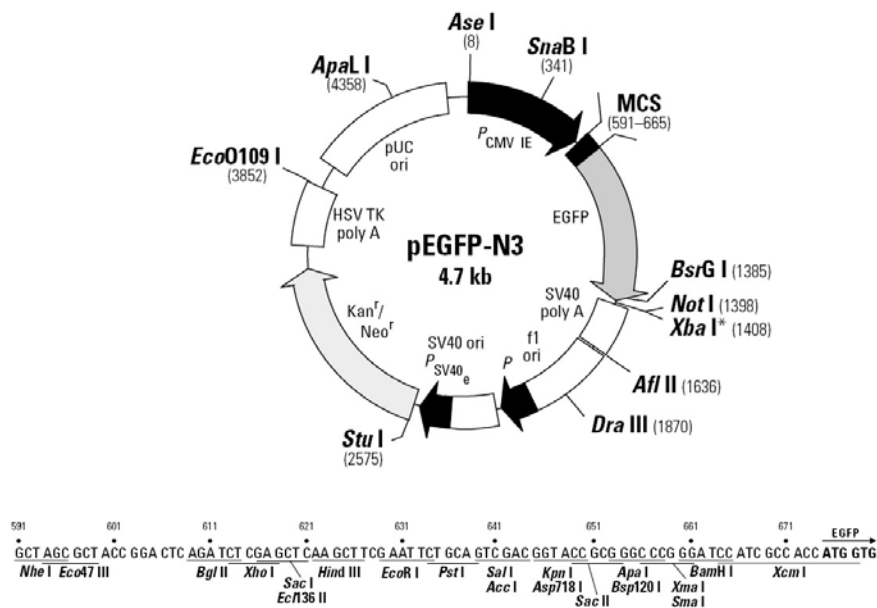 Ase I
(8)
SnaB I
(341)
ApaL I
(4358)
MCS
(591–665)
PCMV IE
pUC
ori
EcoO109 I
(3852)
HSV TK
poly A
EGFP
pEGFP-N3
4.7 kb
BsrG I (1385)
Not I (1398)
Xba I* (1408)
SV40
poly A
Kanr/
Neor
SV40 ori
PSV40e
f1
ori
P
Afl II (1636)
Dra III (1870)
Stu I
(2575)
591 601 611 621 631 641 651 661 671 EGFP
GCT AGC GCT ACC GGA CTC AGA TCT CGA GCT CAA GCT TCG AAT TCT GCA GTC GAC GGT ACC GCG GGC CCG GGA TCC ATC GCC ACC ATG GTG
Nhe I Eco47 III Bgl II Xho I Hind III EcoR I Pst I Sal I Kpn I Apa I BamH I Xcm I
Sac I Acc I Asp718 I Bsp120 I Xma I
Ecl136 II Sac II Sma I